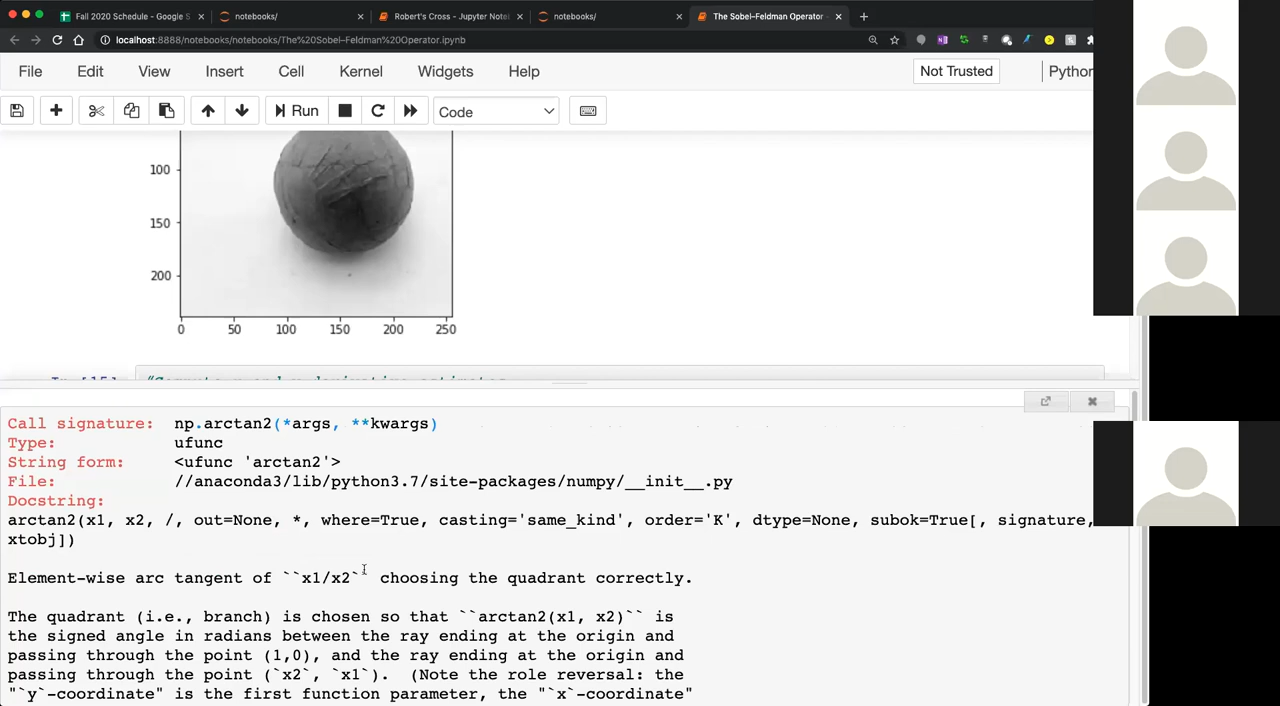 Fall 2020 Schedule - Google S
notebooks/
Robert's Cross - Jupyter Note
notebooks/
The Sobel–Feldman Operator -
localhost:8888/notebooks/notebooks/The%20Sobel–Feldman%20Operator.ipynb
File Edit View Insert Cell Kernel Widgets Help Not Trusted Python
Run Code
100
150
200
0 50 100 150 200 250
Call signature: np.arctan2(*args, **kwargs)
Type: ufunc
String form: <ufunc 'arctan2'>
File: //anaconda3/lib/python3.7/site-packages/numpy/__init__.py
Docstring:
arctan2(x1, x2, /, out=None, *, where=True, casting='same_kind', order='K', dtype=None, subok=True[, signature,
xtobj])
Element-wise arc tangent of ``x1/x2`` choosing the quadrant correctly.
The quadrant (i.e., branch) is chosen so that ``arctan2(x1, x2)`` is
the signed angle in radians between the ray ending at the origin and
passing through the point (1,0), and the ray ending at the origin and
passing through the point (`x2`, `x1`). (Note the role reversal: the
"`y`-coordinate" is the first function parameter, the "`x`-coordinate"